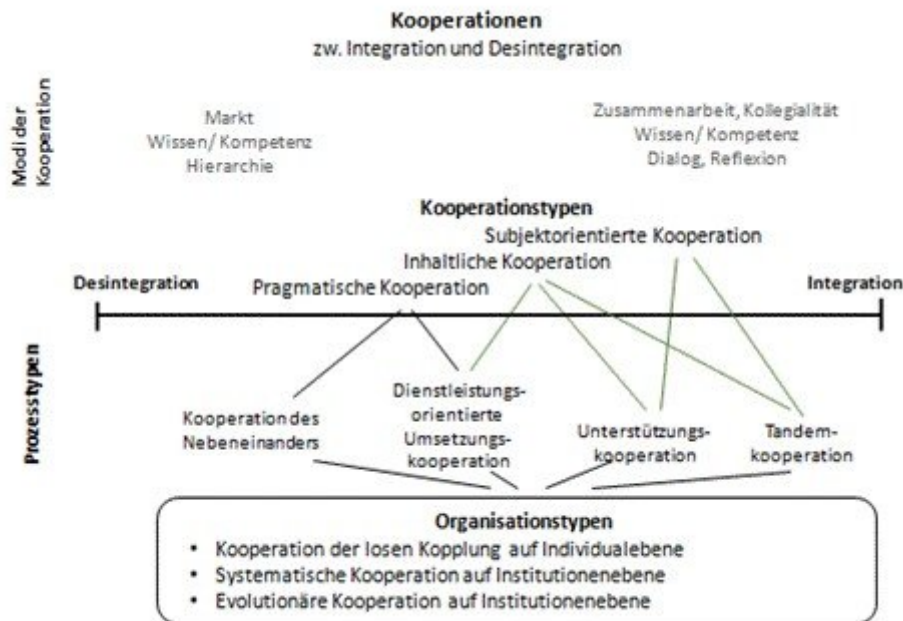 Kooperationen
zw. Integration und Desintegration
Modi der
Kooperation
Markt
Wissen/ Kompetenz
Hierarchie
Zusammenarbeit, Kollegialität
Wissen/ Kompetenz
Dialog, Reflexion
Kooperationstypen
Subjektorientierte Kooperation
Inhaltliche Kooperation
Pragmatische Kooperation
Desintegration
Integration
Prozesstypen
Kooperation des
Nebeneinanders
Dienstleistungs-
orientierte
Umsetzungs-
kooperation
Unterstützungs-
kooperation
Tandem-
kooperation
Organisationstypen
• Kooperation der losen Kopplung auf Individualebene
• Systematische Kooperation auf Institutionenebene
• Evolutionäre Kooperation auf Institutionenebene